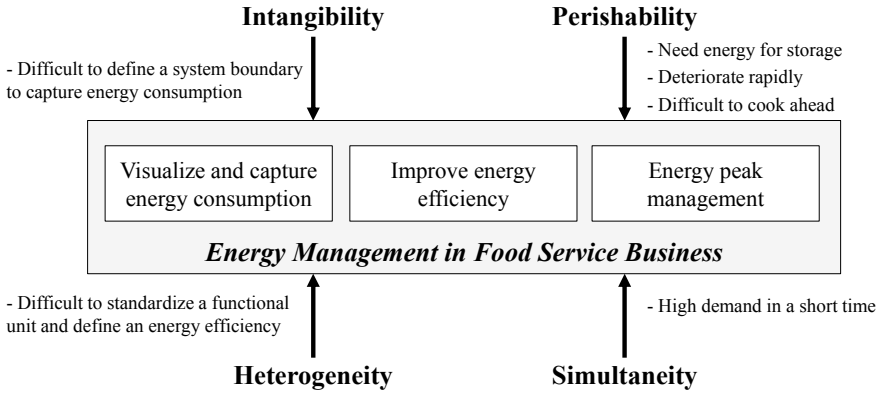 Intangibility
Perishability
- Difficult to define a system boundary
to capture energy consumption
- Need energy for storage
- Deteriorate rapidly
- Difficult to cook ahead
Visualize and capture
energy consumption
Improve energy
efficiency
Energy peak
management
Energy Management in Food Service Business
- Difficult to standardize a functional
unit and define an energy efficiency
- High demand in a short time
Heterogeneity
Simultaneity